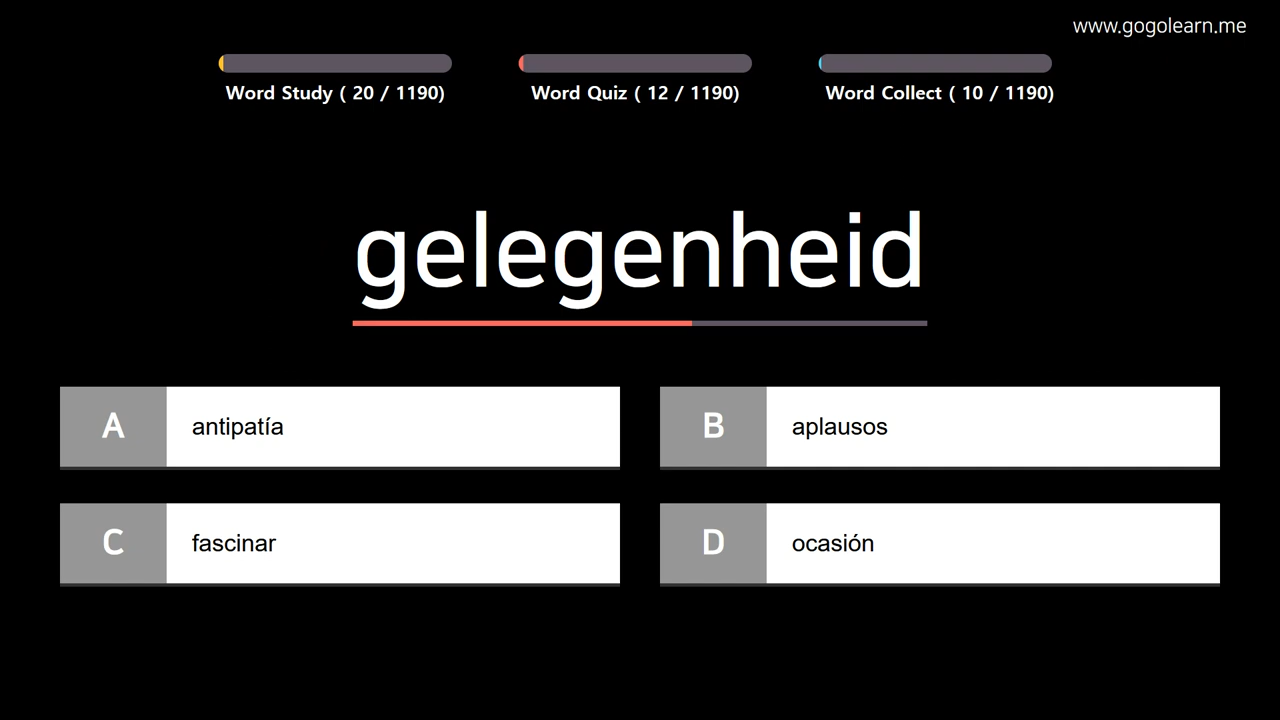 www.gogolearn.me
Word Study ( 20 / 1190)
Word Quiz ( 12 / 1190)
Word Collect ( 10 / 1190)
gelegenheid
A antipatía
B aplausos
C fascinar
D ocasión